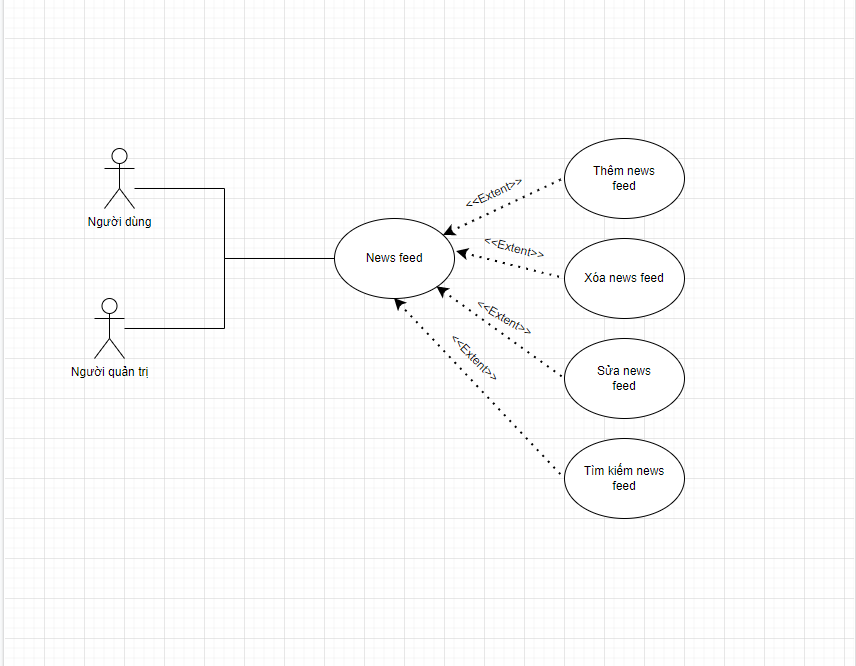 Người dùng
Người quản trị
News feed
<<Extent>>
<<Extent>>
<<Extent>>
<<Extent>>
Thêm news
feed
Xóa news feed
Sửa news
feed
Tìm kiếm news
feed